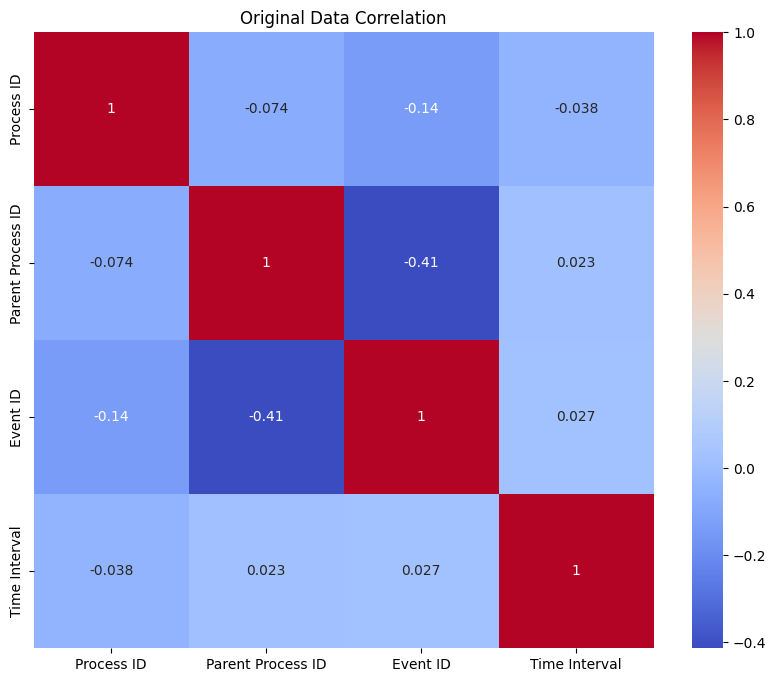 Original Data Correlation
Process ID
1
-0.074
-0.14
-0.038
Parent Process ID
-0.074
1
-0.41
0.023
Event ID
-0.14
-0.41
1
0.027
Time Interval
-0.038
0.023
0.027
1
Process ID
Parent Process ID
Event ID
Time Interval
1.0
0.8
0.6
0.4
0.2
0.0
−0.2
−0.4